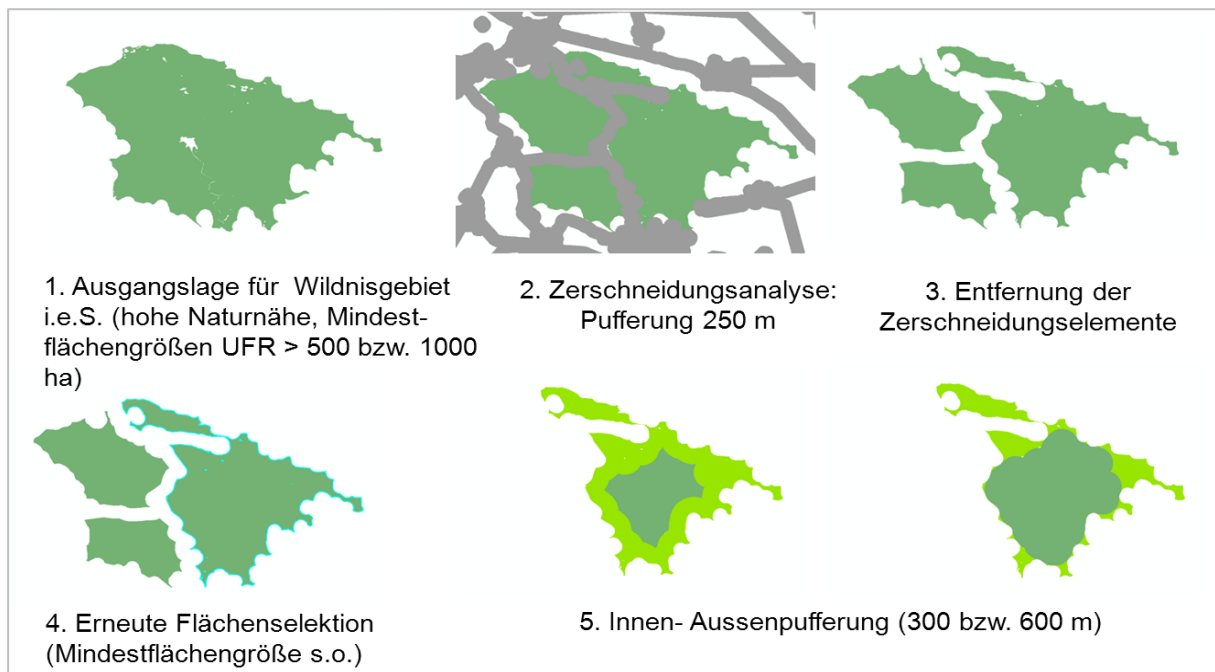 1. Ausgangslage für Wildnisgebiet
i.e.S. (hohe Naturnähe, Mindest-
flächengrößen UFR > 500 bzw. 1000
ha)
2. Zerschneidungsanalyse:
Pufferung 250 m
3. Entfernung der
Zerschneidungselemente
4. Erneute Flächenselektion
(Mindestflächengröße s.o.)
5. Innen- Aussenpufferung (300 bzw. 600 m)